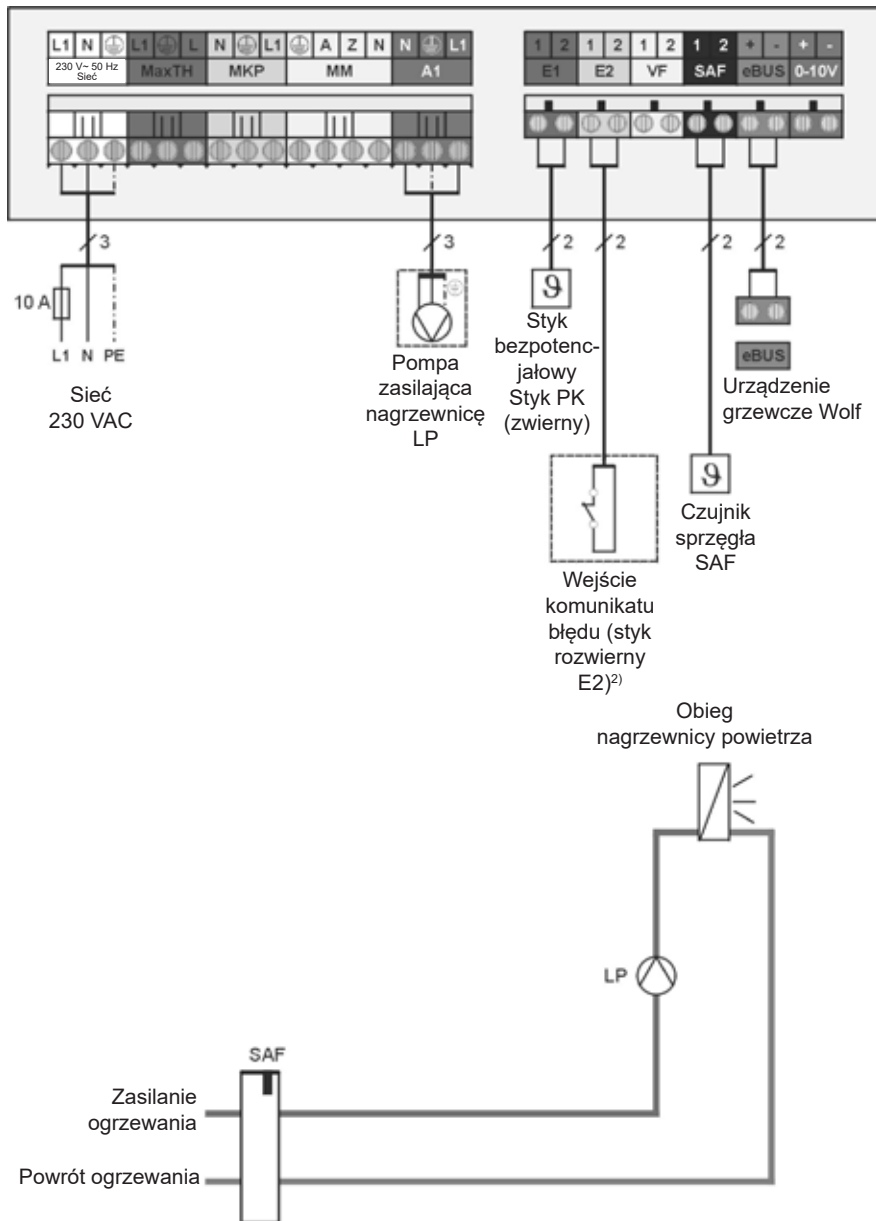 L1 N L1 L N L1 A Z N N L1
230 V~ 50 Hz
Sieć
MaxTH MKP MM A1
1 2 1 2 1 2 1 2 + - + -
E1 E2 VF SAF eBUS 0-10V
3
10 A
L1 N PE
Sieć
230 VAC
3
Pompa
zasilająca
nagrzewnicę
LP
2
ϑ
Styk
bezpotenc-
jałowy
Styk PK
(zwierny)
2
Wejście
komunikatu
błędu (styk
rozwierny
E2)²⁾
2
ϑ
Czujnik
sprzęgła
SAF
2
eBUS
Urządzenie
grzewcze Wolf
Obieg
nagrzewnicy powietrza
LP
SAF
Zasilanie
ogrzewania
Powrót ogrzewania